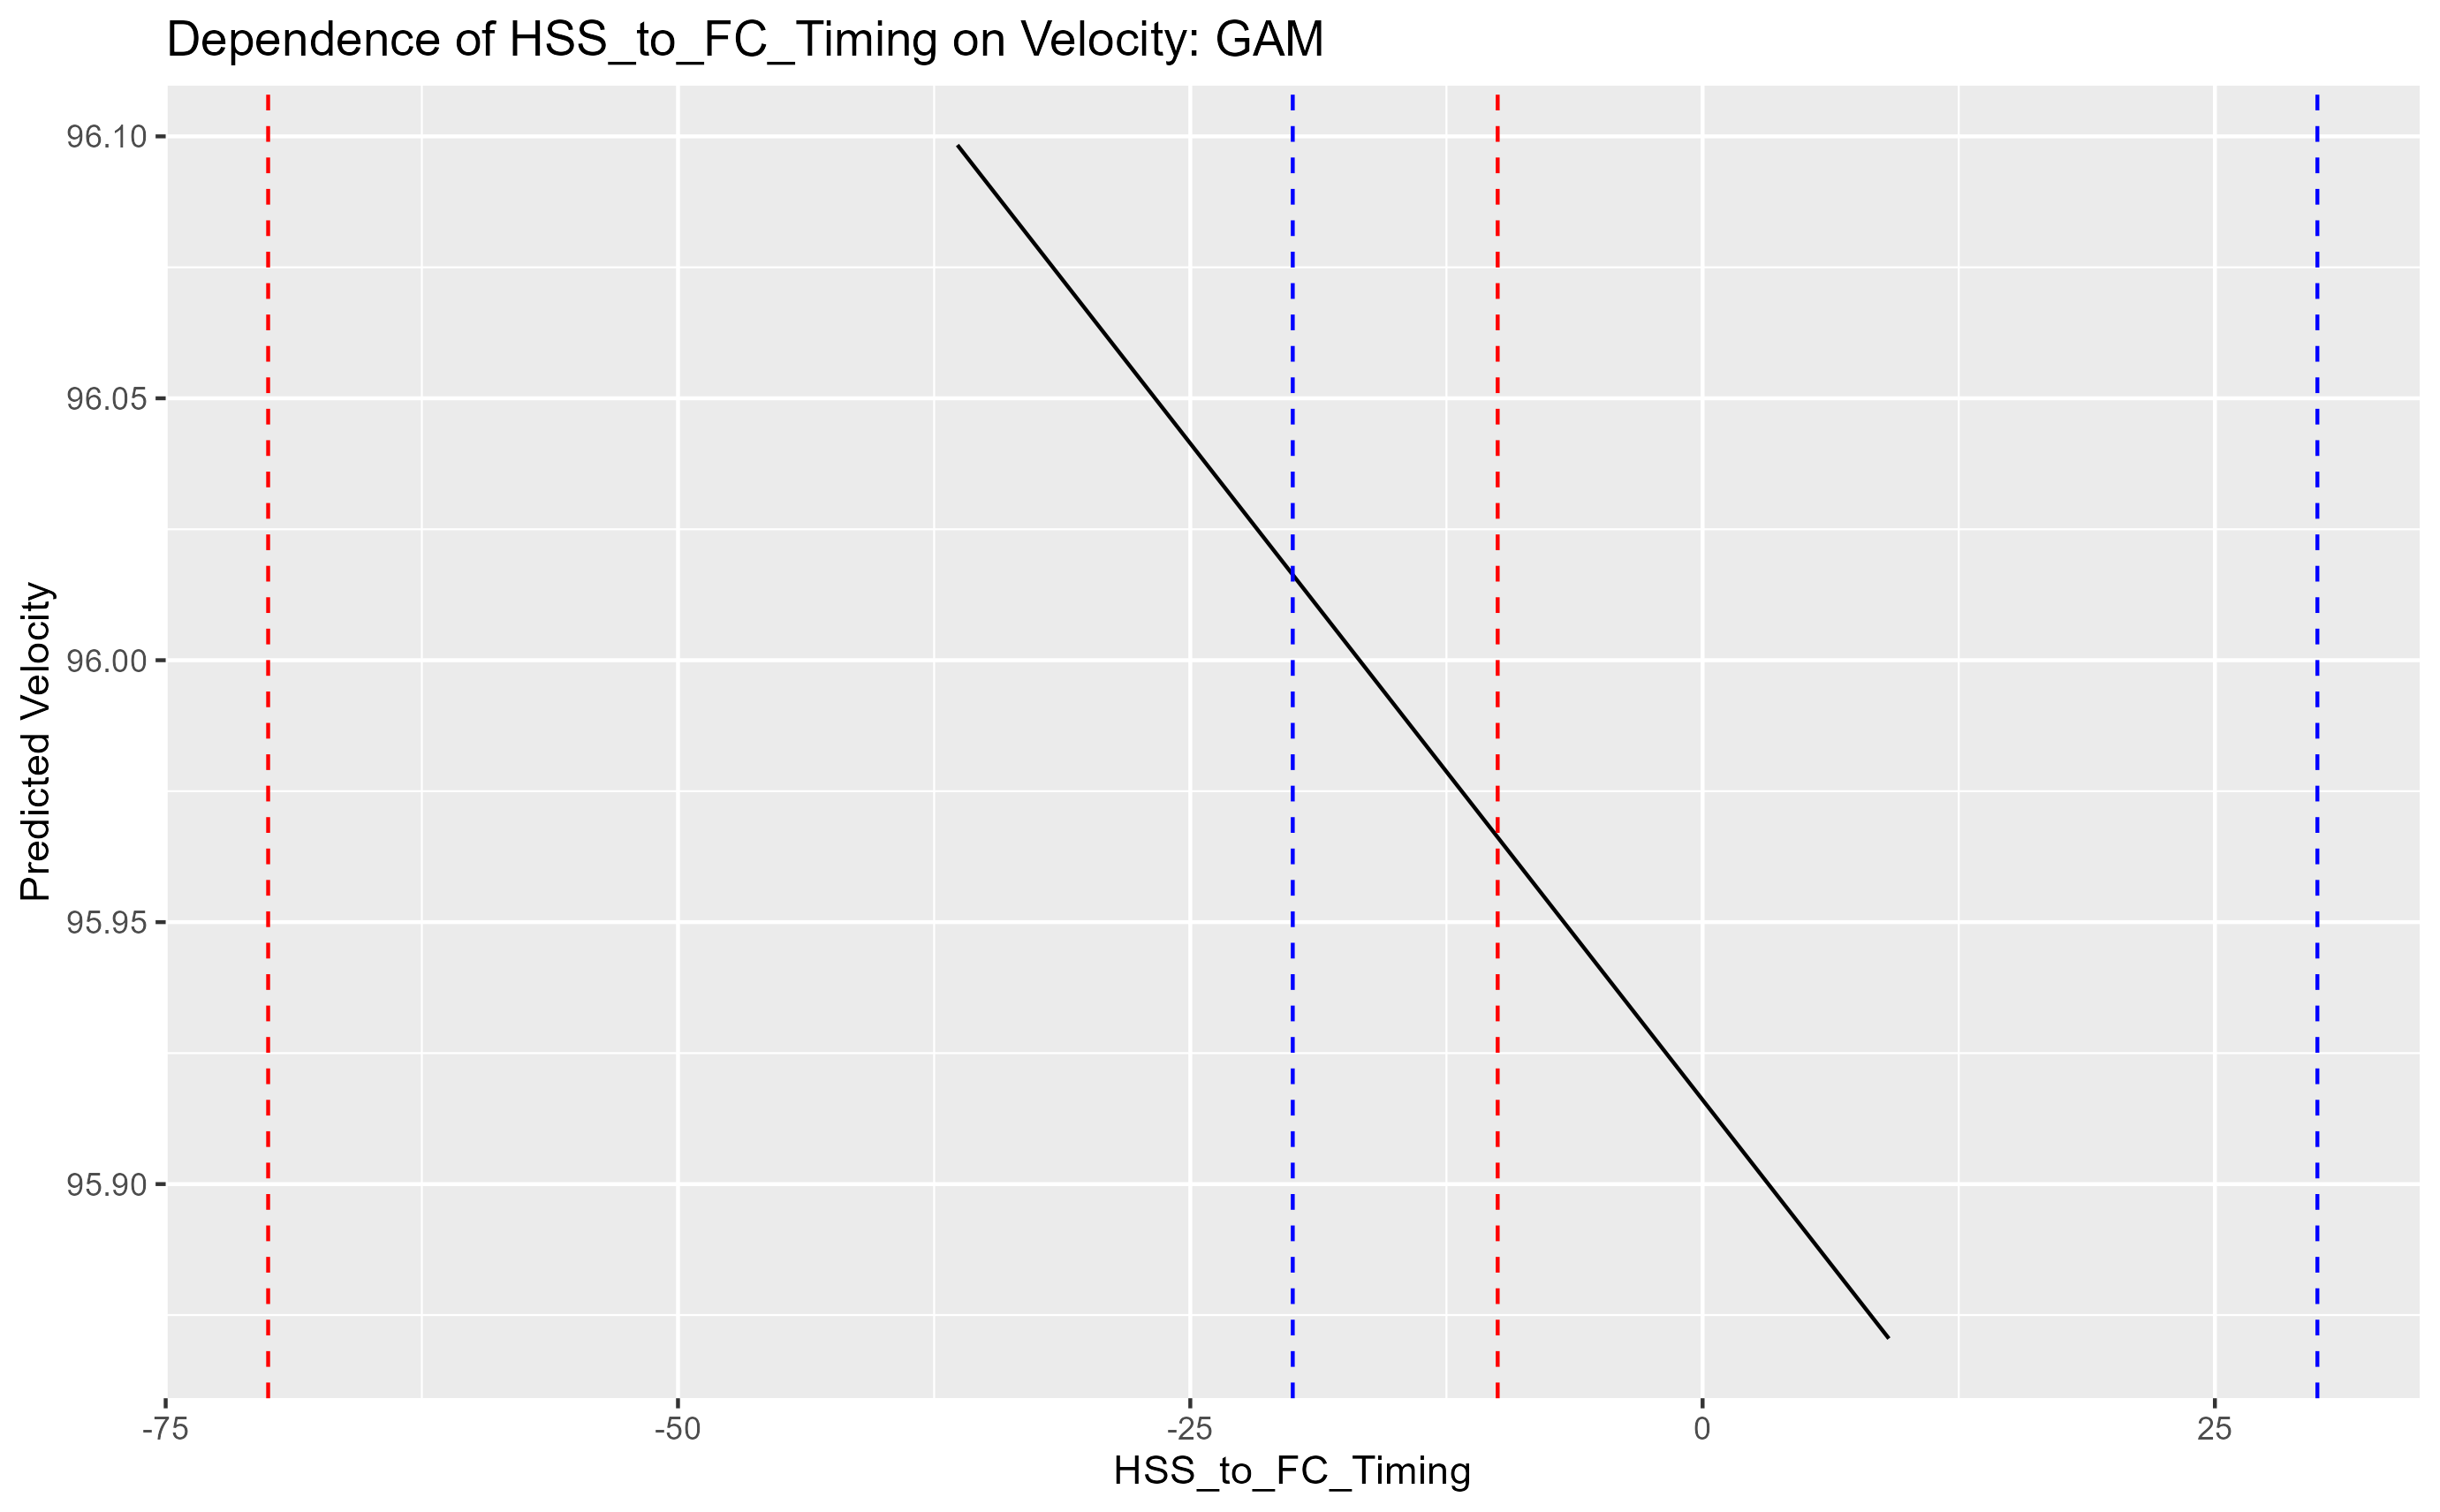 Dependence of HSS_to_FC_Timing on Velocity: GAM
Predicted Velocity
96.10
96.05
96.00
95.95
95.90
-75 -50 -25 0 25
HSS_to_FC_Timing